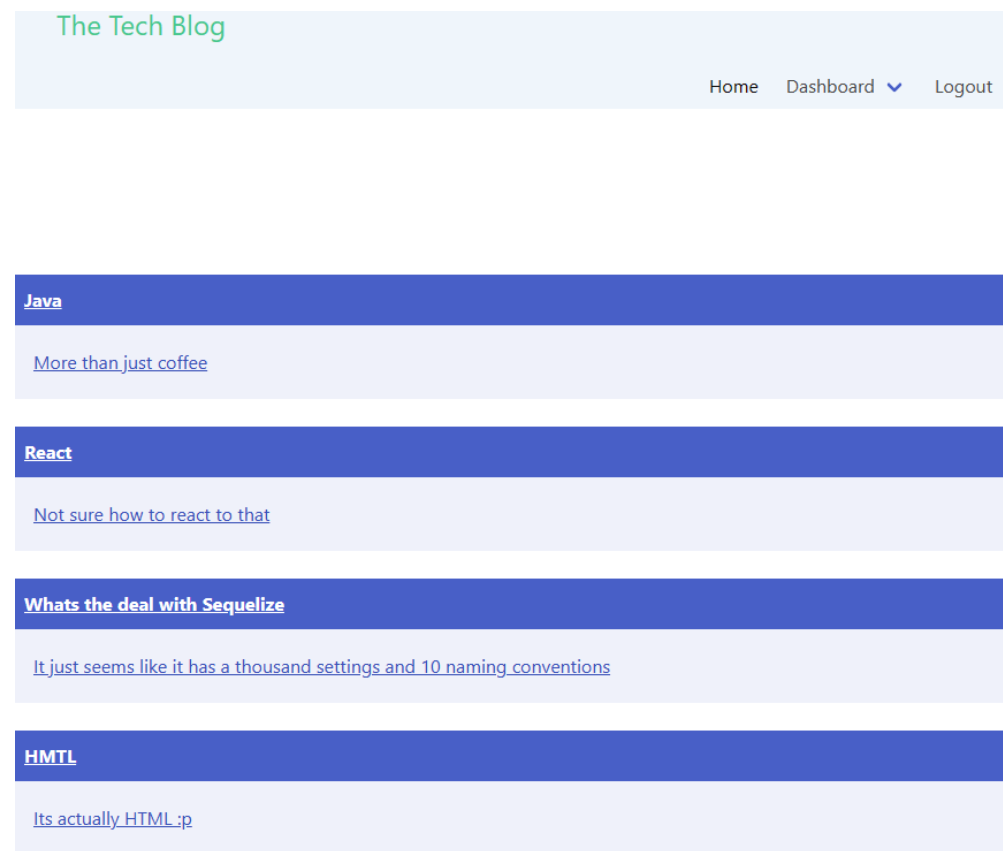 The Tech Blog
Home Dashboard Logout
Java
More than just coffee
React
Not sure how to react to that
Whats the deal with Sequelize
It just seems like it has a thousand settings and 10 naming conventions
HMTL
Its actually HTML :p